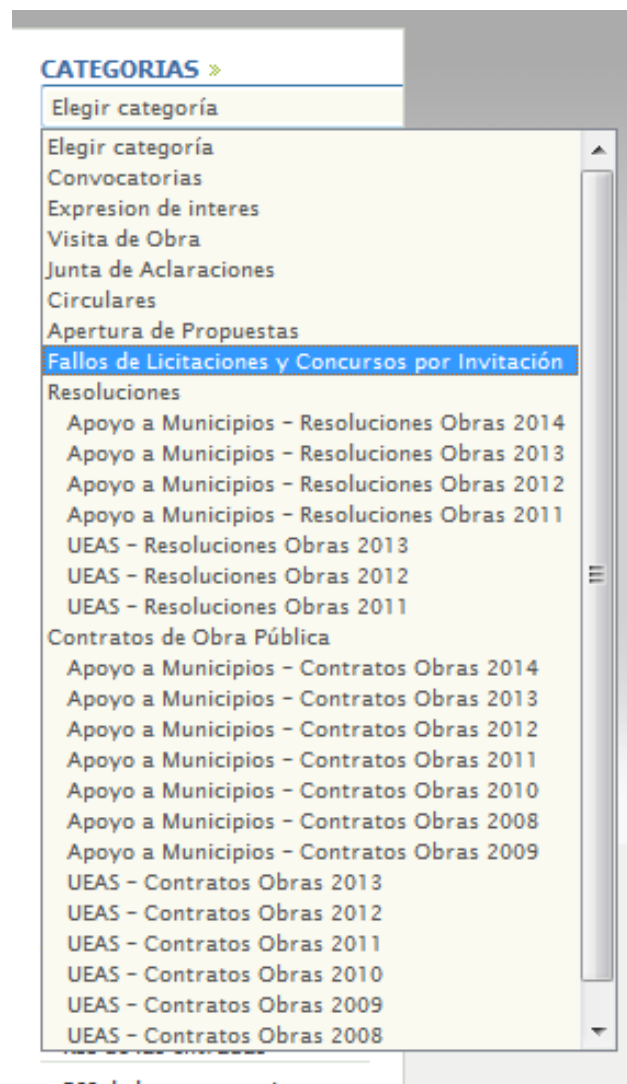 CATEGORIAS »
Elegir categoría
Elegir categoría
Convocatorias
Expresion de interes
Visita de Obra
Junta de Aclaraciones
Circulares
Apertura de Propuestas
Fallos de Licitaciones y Concursos por Invitación
Resoluciones
Apoyo a Municipios – Resoluciones Obras 2014
Apoyo a Municipios – Resoluciones Obras 2013
Apoyo a Municipios – Resoluciones Obras 2012
Apoyo a Municipios – Resoluciones Obras 2011
UEAS – Resoluciones Obras 2013
UEAS – Resoluciones Obras 2012
UEAS – Resoluciones Obras 2011
Contratos de Obra Pública
Apoyo a Municipios – Contratos Obras 2014
Apoyo a Municipios – Contratos Obras 2013
Apoyo a Municipios – Contratos Obras 2012
Apoyo a Municipios – Contratos Obras 2011
Apoyo a Municipios – Contratos Obras 2010
Apoyo a Municipios – Contratos Obras 2008
Apoyo a Municipios – Contratos Obras 2009
UEAS – Contratos Obras 2013
UEAS – Contratos Obras 2012
UEAS – Contratos Obras 2011
UEAS – Contratos Obras 2010
UEAS – Contratos Obras 2009
UEAS – Contratos Obras 2008